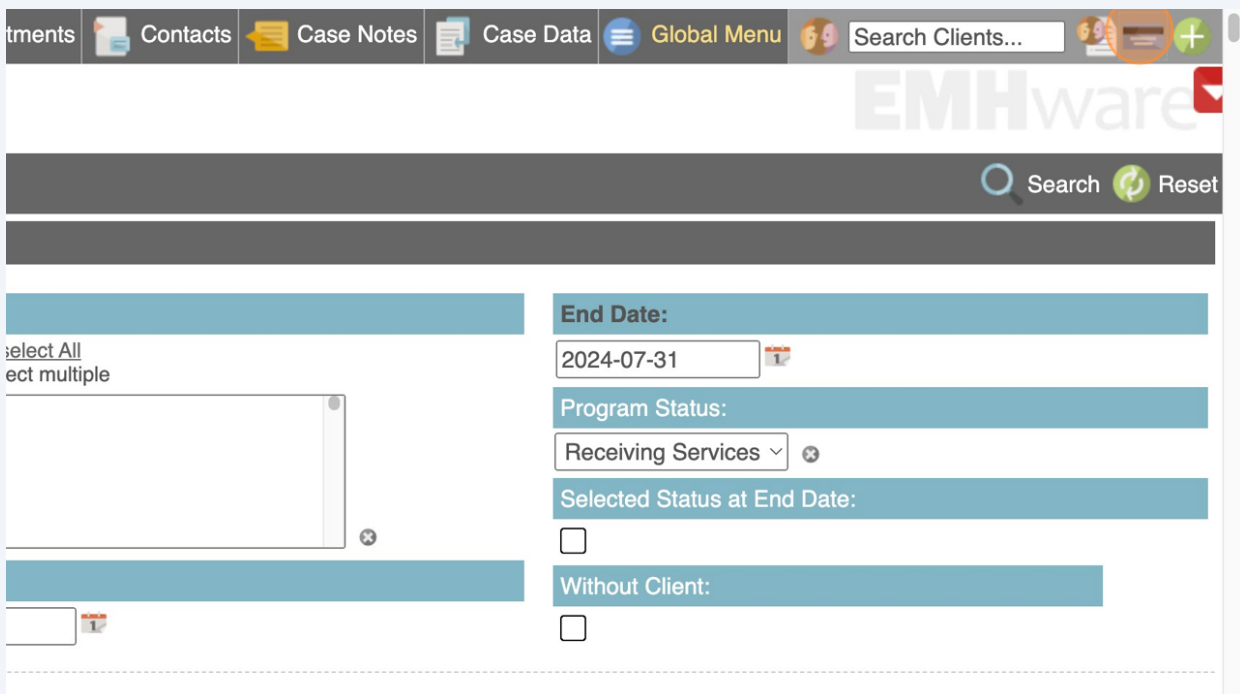 tments Contacts Case Notes Case Data Global Menu Search Clients...
EMHware
Search Reset
End Date:
select All
ect multiple
2024-07-31
Program Status:
Receiving Services
Selected Status at End Date:
Without Client: